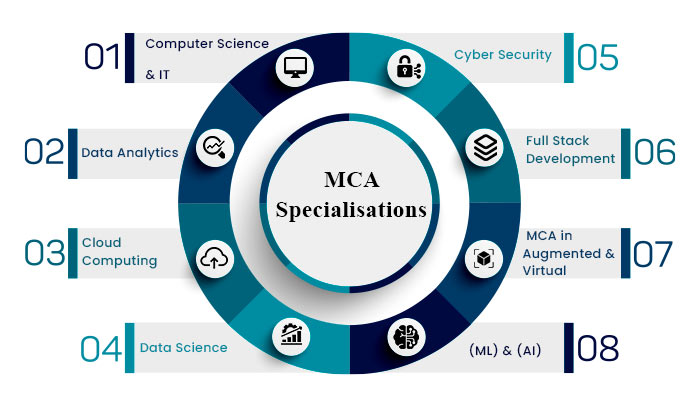 01
Computer Science
& IT
02
Data Analytics
03
Cloud
Computing
04
Data Science
MCA
Specialisations
Cyber Security
05
Full Stack
Development
06
MCA in
Augmented &
Virtual
07
(ML) & (AI)
08